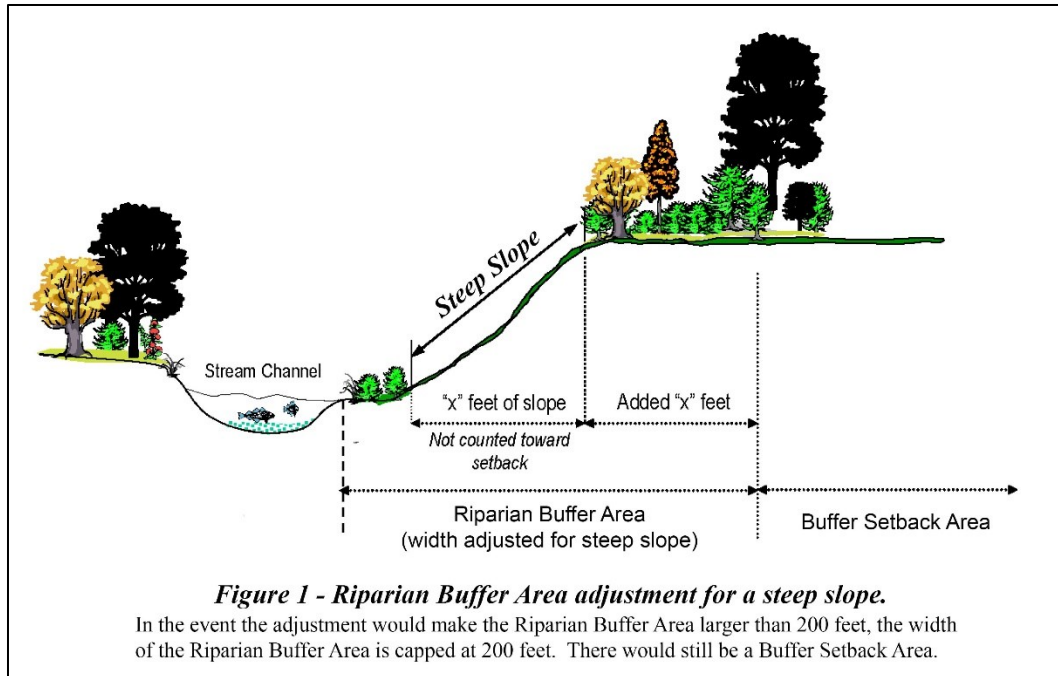 Steep Slope
Stream Channel
“x” feet of slope
Added “x” feet
Not counted toward
setback
Riparian Buffer Area
(width adjusted for steep slope)
Buffer Setback Area
Figure 1 - Riparian Buffer Area adjustment for a steep slope.
In the event the adjustment would make the Riparian Buffer Area larger than 200 feet, the width
of the Riparian Buffer Area is capped at 200 feet.  There would still be a Buffer Setback Area.